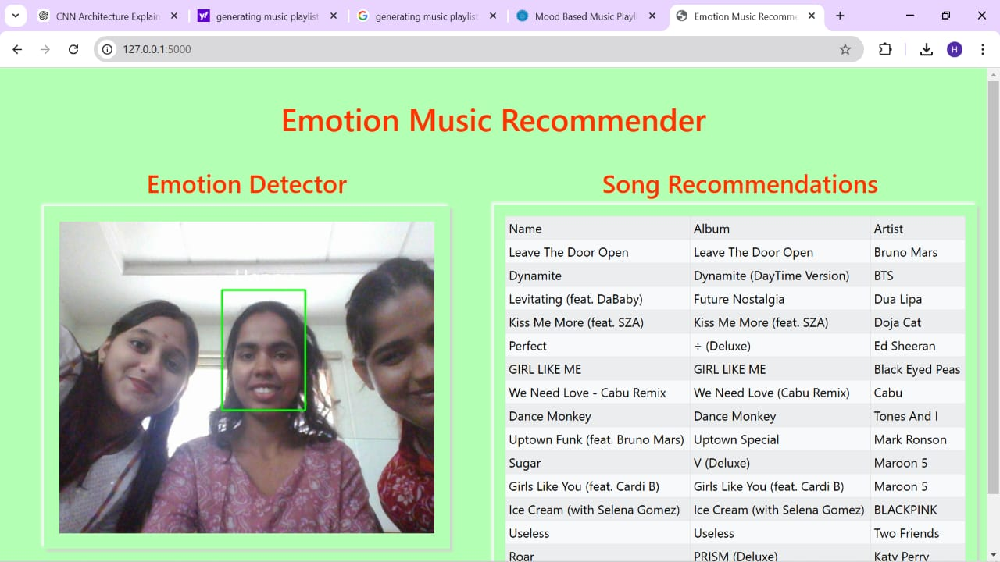 CNN Architecture Explain
generating music playlist
generating music playlist
Mood Based Music Playli
Emotion Music Recomme
127.0.0.1:5000
H
Emotion Music Recommender
Emotion Detector
Song Recommendations
Name Album Artist
Leave The Door Open Leave The Door Open Bruno Mars
Dynamite Dynamite (DayTime Version) BTS
Levitating (feat. DaBaby) Future Nostalgia Dua Lipa
Kiss Me More (feat. SZA) Kiss Me More (feat. SZA) Doja Cat
Perfect ÷ (Deluxe) Ed Sheeran
GIRL LIKE ME GIRL LIKE ME Black Eyed Peas
We Need Love - Cabu Remix We Need Love (Cabu Remix) Cabu
Dance Monkey Dance Monkey Tones And I
Uptown Funk (feat. Bruno Mars) Uptown Special Mark Ronson
Sugar V (Deluxe) Maroon 5
Girls Like You (feat. Cardi B) Girls Like You (feat. Cardi B) Maroon 5
Ice Cream (with Selena Gomez) Ice Cream (with Selena Gomez) BLACKPINK
Useless Useless Two Friends
Roar PRISM (Deluxe) Katy Perry